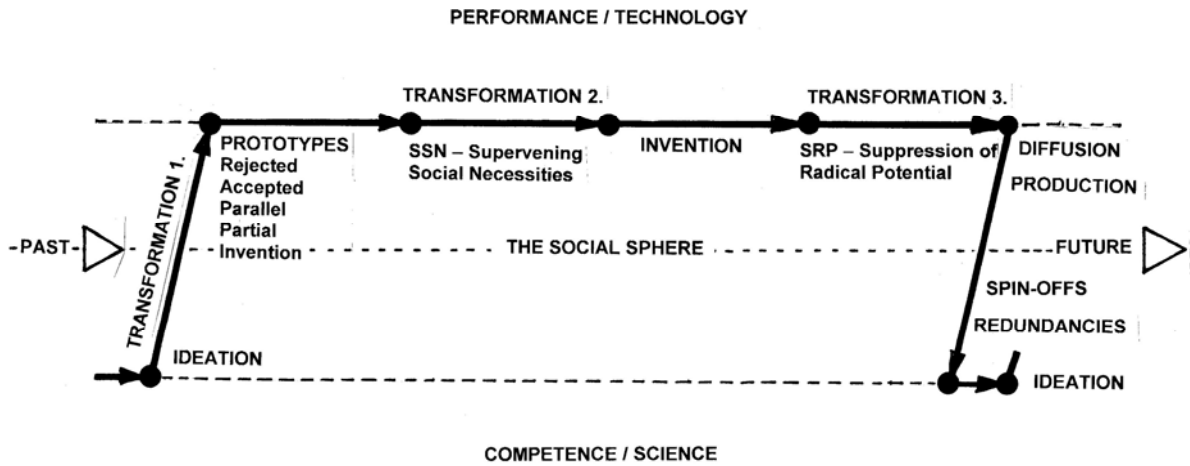 PERFORMANCE / TECHNOLOGY
TRANSFORMATION 2.
TRANSFORMATION 3.
TRANSFORMATION 1.
PROTOTYPES
Rejected
Accepted
Parallel
Partial
Invention
SSN – Supervening
Social Necessities
INVENTION
SRP – Suppression of
Radical Potential
DIFFUSION
PRODUCTION
PAST
THE SOCIAL SPHERE
FUTURE
SPIN-OFFS
REDUNDANCIES
IDEATION
IDEATION
COMPETENCE / SCIENCE